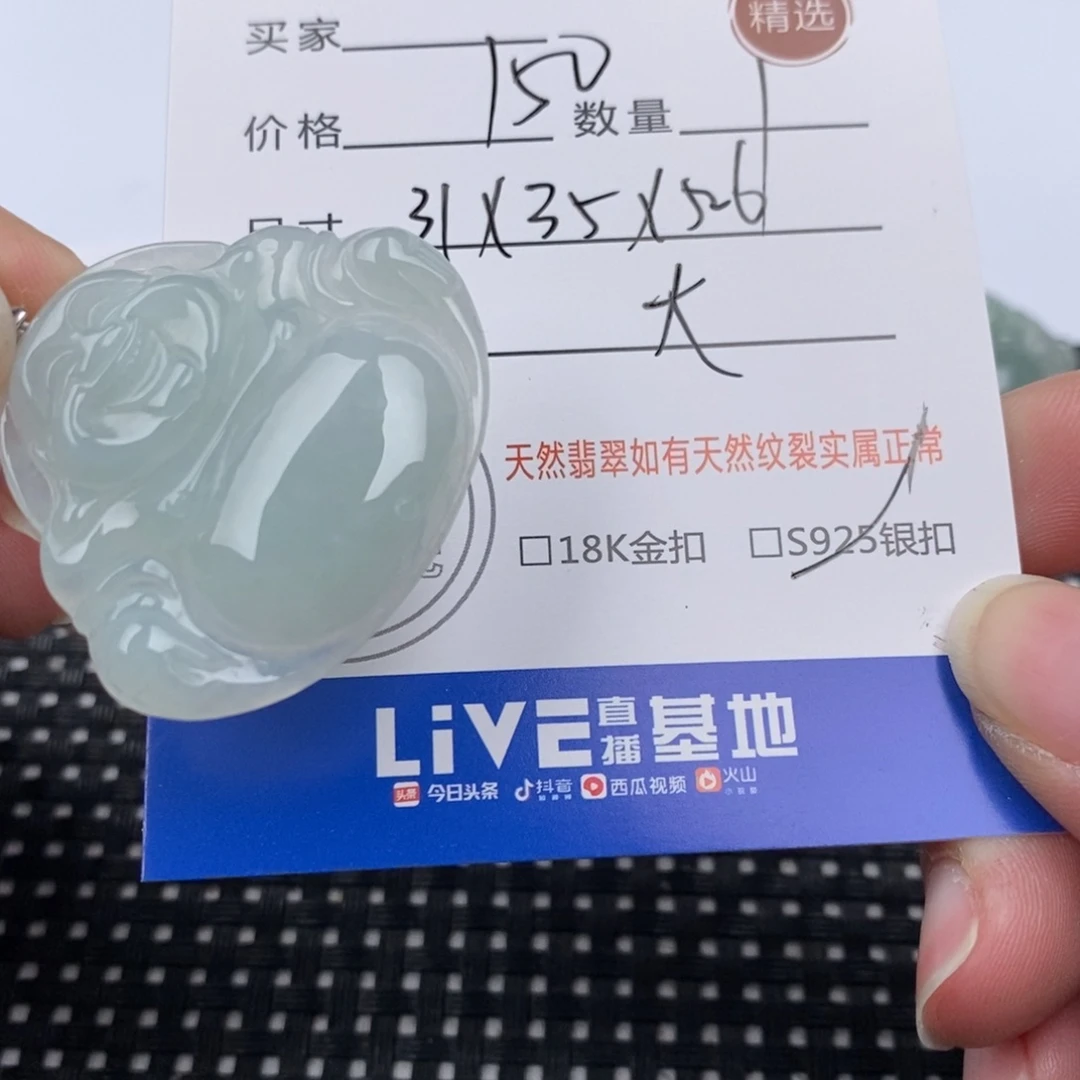 精选
买家
价格 150 数量 1
尺寸 31X35X526
大
天然翡翠如有天然纹裂实属正常
□18K金扣 □S925银扣
LiVE直播基地
头条 今日头条 抖音 西瓜视频 火山